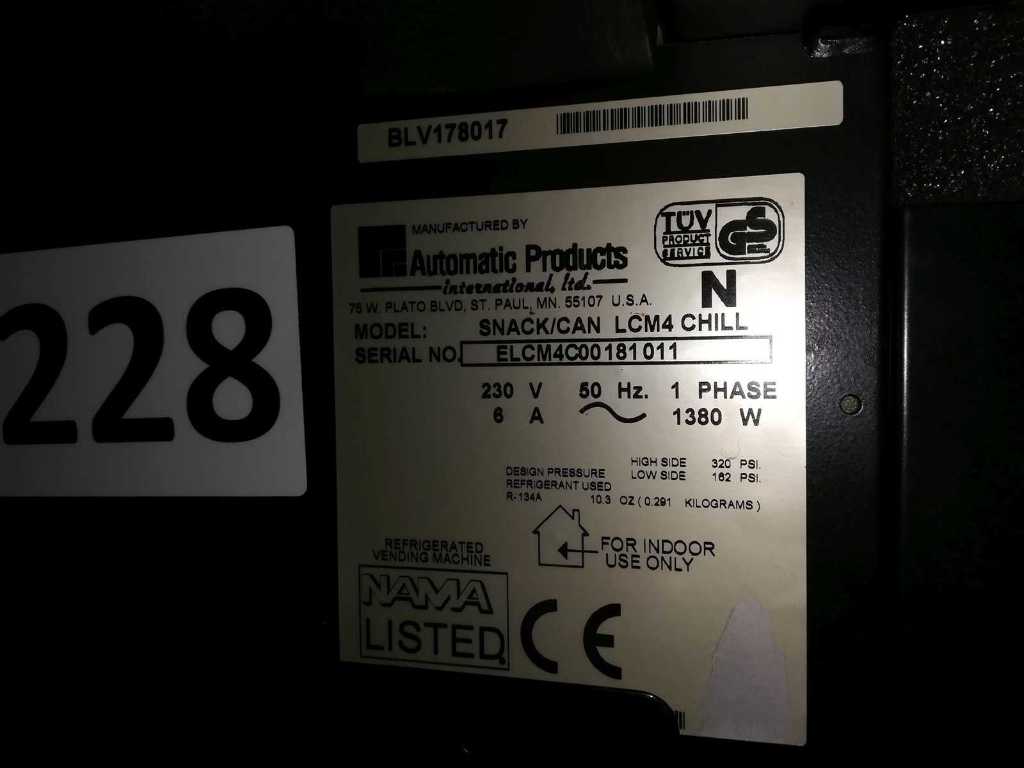 BLV178017
228
MANUFACTURED BY
Automatic Products
international, ltd.
75 W. PLATO BLVD, ST. PAUL, MN. 55107 U.S.A.
TÜV
PRODUCT
SERVICE
GS
N
MODEL: SNACK/CAN LCM4 CHILL
SERIAL NO. ELCM4C00181011
230 V 50 Hz. 1 PHASE
6 A 1380 W
DESIGN PRESSURE HIGH SIDE 320 PSI.
LOW SIDE 162 PSI.
REFRIGERANT USED
R-134A 10.3 OZ (0.291 KILOGRAMS)
FOR INDOOR
USE ONLY
REFRIGERATED
VENDING MACHINE
NAMA
LISTED
CE